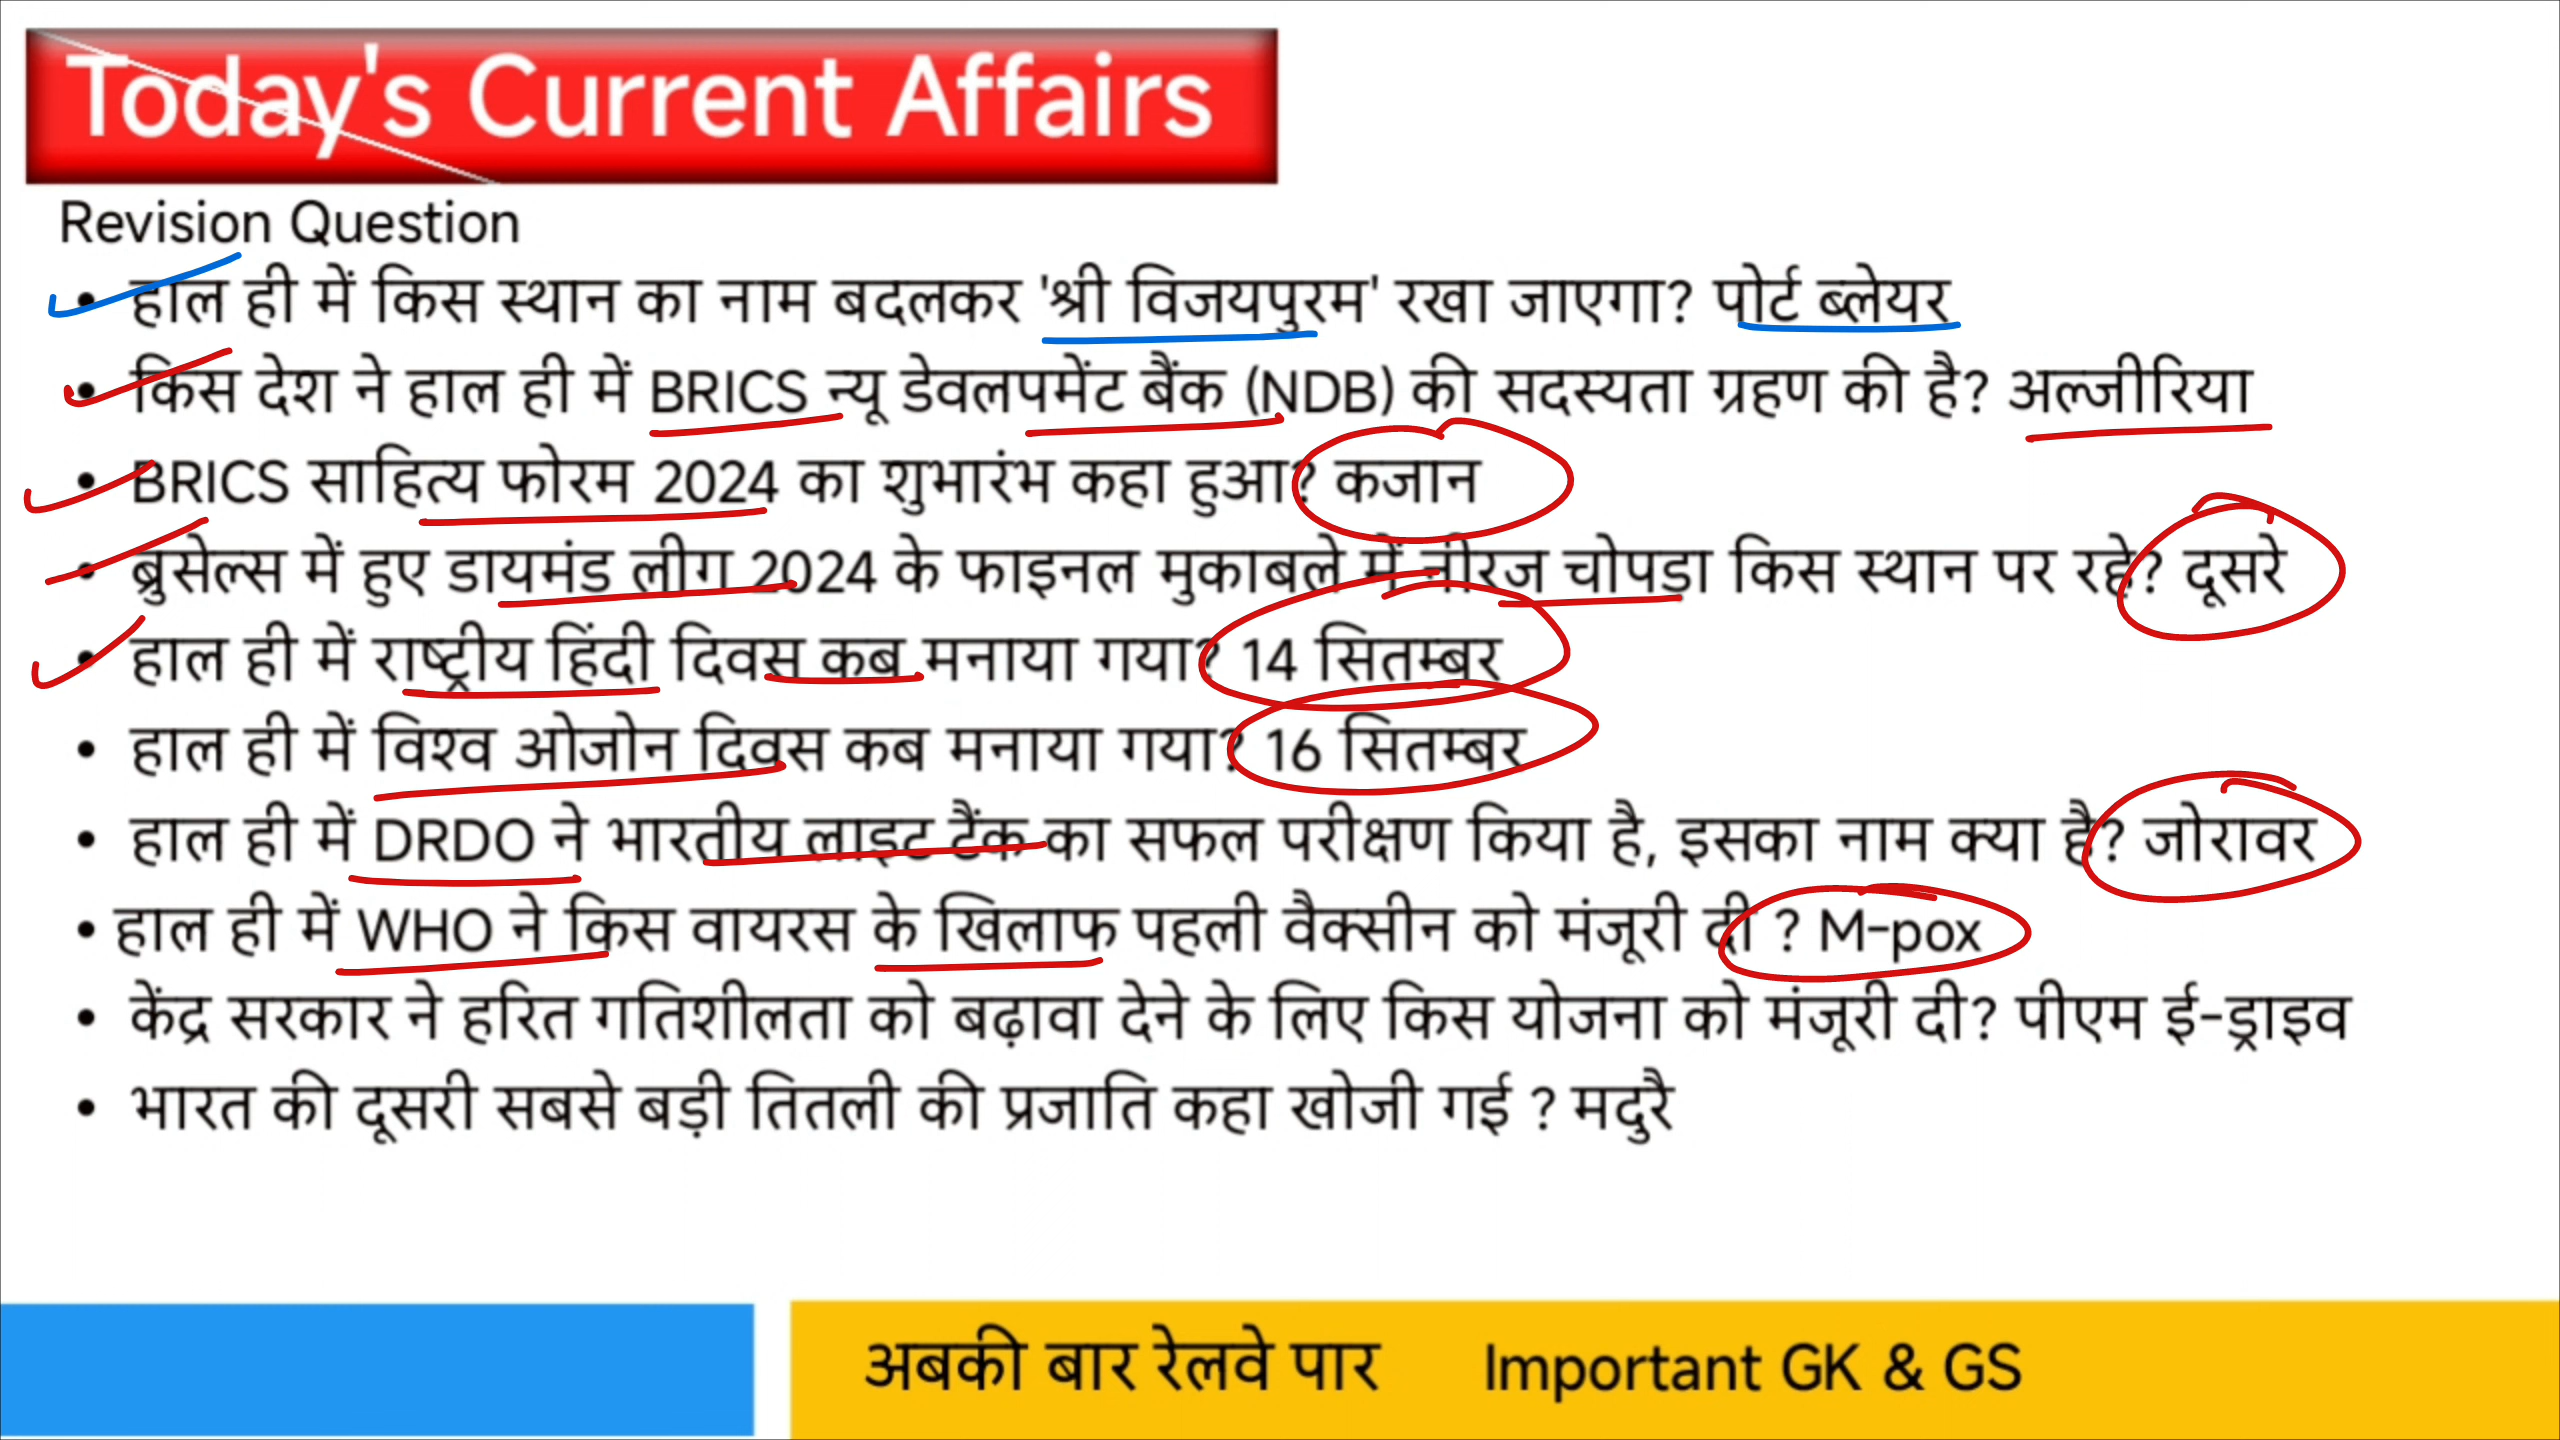 Today's Current Affairs
Revision Question
• हाल ही में किस स्थान का नाम बदलकर 'श्री विजयपुरम' रखा जाएगा? पोर्ट ब्लेयर
• किस देश ने हाल ही में BRICS न्यू डेवलपमेंट बैंक (NDB) की सदस्यता ग्रहण की है? अल्जीरिया
• BRICS साहित्य फोरम 2024 का शुभारंभ कहा हुआ? कजान
• ब्रुसेल्स में हुए डायमंड लीग 2024 के फाइनल मुकाबले में नीरज चोपडा किस स्थान पर रहे? दूसरे
• हाल ही में राष्ट्रीय हिंदी दिवस कब मनाया गया? 14 सितम्बर
• हाल ही में विश्व ओजोन दिवस कब मनाया गया? 16 सितम्बर
• हाल ही में DRDO ने भारतीय लाइट टैंक का सफल परीक्षण किया है, इसका नाम क्या है? जोरावर
• हाल ही में WHO ने किस वायरस के खिलाफ पहली वैक्सीन को मंजूरी दी ? M-pox
• केंद्र सरकार ने हरित गतिशीलता को बढ़ावा देने के लिए किस योजना को मंजूरी दी? पीएम ई-ड्राइव
• भारत की दूसरी सबसे बड़ी तितली की प्रजाति कहा खोजी गई ? मदुरै
अबकी बार रेलवे पार Important GK & GS